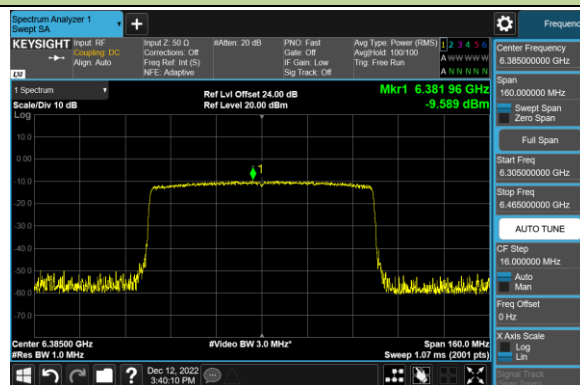 Spectrum Analyzer 1
Swept SA
Frequenc
KEYSIGHT
Input: RF
Coupling: DC
Align: Auto
Input Z: 50 Ω
Corrections: Off
Freq Ref: Int (S)
NFE: Adaptive
#Atten: 20 dB
PNO: Fast
Gate: Off
IF Gain: Low
Sig Track: Off
Avg Type: Power (RMS)
Avg|Hold: 100/100
Trig: Free Run
1 2 3 4 5 6
A W W W W W
A N N N N N
LXI
1 Spectrum
Scale/Div 10 dB
Log
Ref Lvl Offset 24.00 dB
Ref Level 20.00 dBm
Mkr1 6.381 96 GHz
-9.589 dBm
10.0
0.00
-10.0
-20.0
-30.0
-40.0
-50.0
-60.0
-70.0
1
Center 6.38500 GHz
#Res BW 1.0 MHz
#Video BW 3.0 MHz*
Span 160.0 MHz
Sweep 1.07 ms (2001 pts)
Center Frequency
6.385000000 GHz
Span
160.000000 MHz
Swept Span
Zero Span
Full Span
Start Freq
6.305000000 GHz
Stop Freq
6.465000000 GHz
AUTO TUNE
CF Step
16.000000 MHz
Auto
Man
Freq Offset
0 Hz
X Axis Scale
Log
Lin
Signal Track
(Span Zoom)
?
Dec 12, 2022
3:40:10 PM